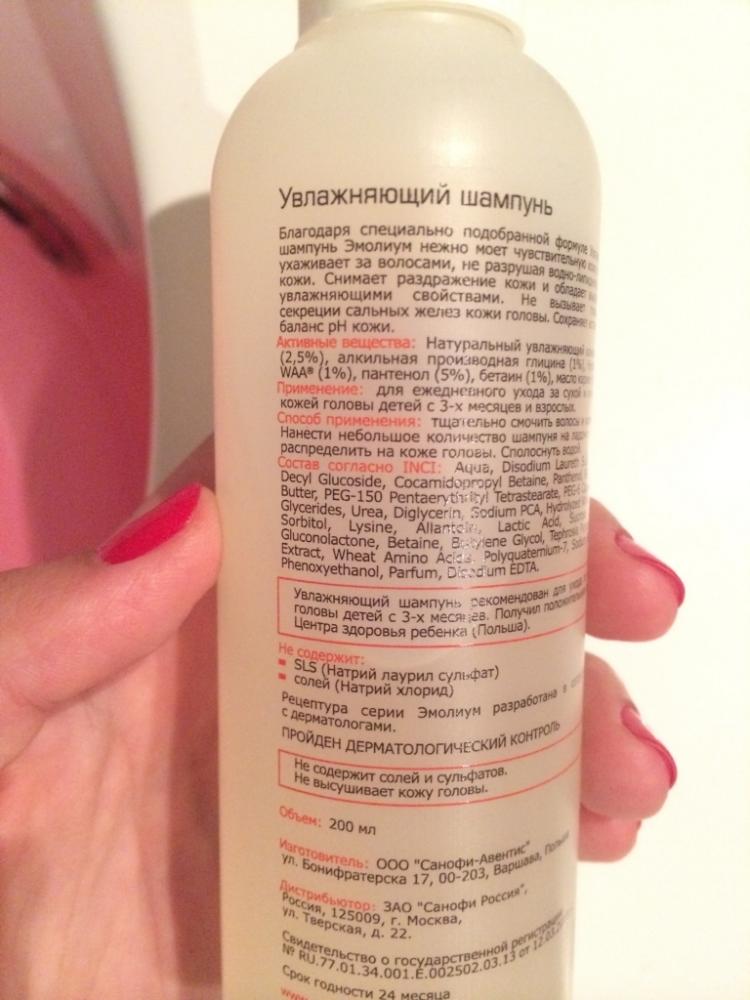 Увлажняющий шампунь
Благодаря специально подобранной формуле
шампунь Эмолиум нежно моет чувствительную
ухаживает за волосами, не разрушая
кожи. Снимает раздражение кожи и обладает
увлажняющими свойствами. Не вызывает
секреции сальных желез кожи головы. Сохраняет
баланс pH кожи.
Активные вещества: Натуральный увлажняющий
(2,5%), алкильная производная глицина (1%),
WAA® (1%), пантенол (5%), бетаин (1%), масло
Применение: для ежедневного ухода за сухой и
кожей головы детей с 3-х месяцев и взрослых.
Способ применения: тщательно смочить волосы и
Нанести небольшое количество шампуня на
распределить на коже головы. Сполоснуть водой.
Состав согласно INCI: Aqua, Disodium Laureth
Decyl Glucoside, Cocamidopropyl Betaine, Panthenol,
Butter, PEG-150 Pentaerythrityl Tetrastearate,
Glycerides, Urea, Diglycerin, Sodium PCA, Hydrolyzed
Sorbitol, Lysine, Allantoin, Lactic Acid,
Gluconolactone, Betaine, Butylene Glycol,
Extract, Wheat Amino Acids, Polyquaternium-7,
Phenoxyethanol, Parfum, Disodium EDTA.
Увлажняющий шампунь рекомендован для ухода
головы детей с 3-х месяцев. Получил
Центра здоровья ребенка (Польша).
Не содержит:
SLS (Натрий лаурил сульфат)
солей (Натрий хлорид)
Рецептура серии Эмолиум разработана в
с дерматологами.
ПРОЙДЕН ДЕРМАТОЛОГИЧЕСКИЙ КОНТРОЛЬ
Не содержит солей и сульфатов.
Не высушивает кожу головы.
Объем: 200 мл
Изготовитель: ООО "Санофи-Авентис"
ул. Бонифратерска 17, 00-203, Варшава, Польша
Дистрибьютор: ЗАО "Санофи Россия",
Россия, 125009, г. Москва,
ул. Тверская, д. 22.
Свидетельство о государственной регистрации
№ RU.77.01.34.001.E.002502.03.13 от
Срок годности 24 месяца